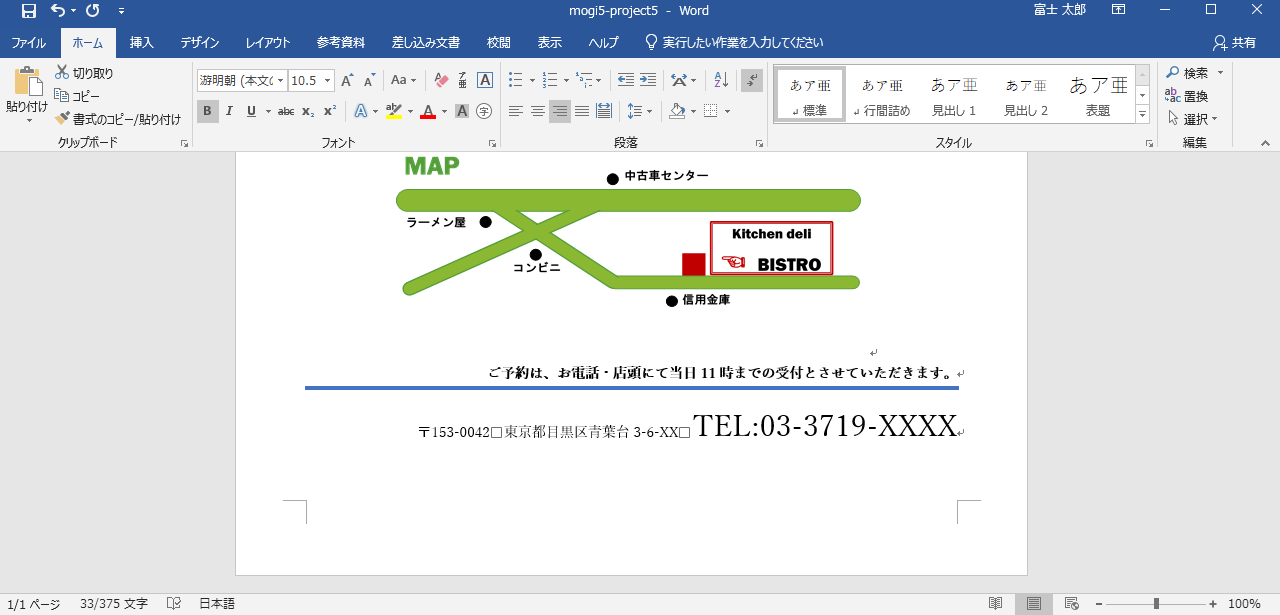 mogi5-project5 - Word
富士 太郎
ファイル ホーム 挿入 デザイン レイアウト 参考資料 差し込み文書 校閲 表示 ヘルプ 実行したい作業を入力してください 共有
貼り付け
切り取り
コピー
書式のコピー/貼り付け
クリップボード
游明朝 (本文 10.5 Aa
B I U abc x₂ x²
フォント
段落
あア亜 あア亜 あア亜 あア亜 あア亜
標準 行間詰め 見出し 1 見出し 2 表題
スタイル
検索
置換
選択
編集
MAP
中古車センター
ラーメン屋
コンビニ
Kitchen deli
BISTRO
信用金庫
ご予約は、お電話・店頭にて当日 11 時までの受付とさせていただきます。
〒153-0042□東京都目黒区青葉台 3-6-XX□TEL:03-3719-XXXX
1/1 ページ 33/375 文字 日本語 100%